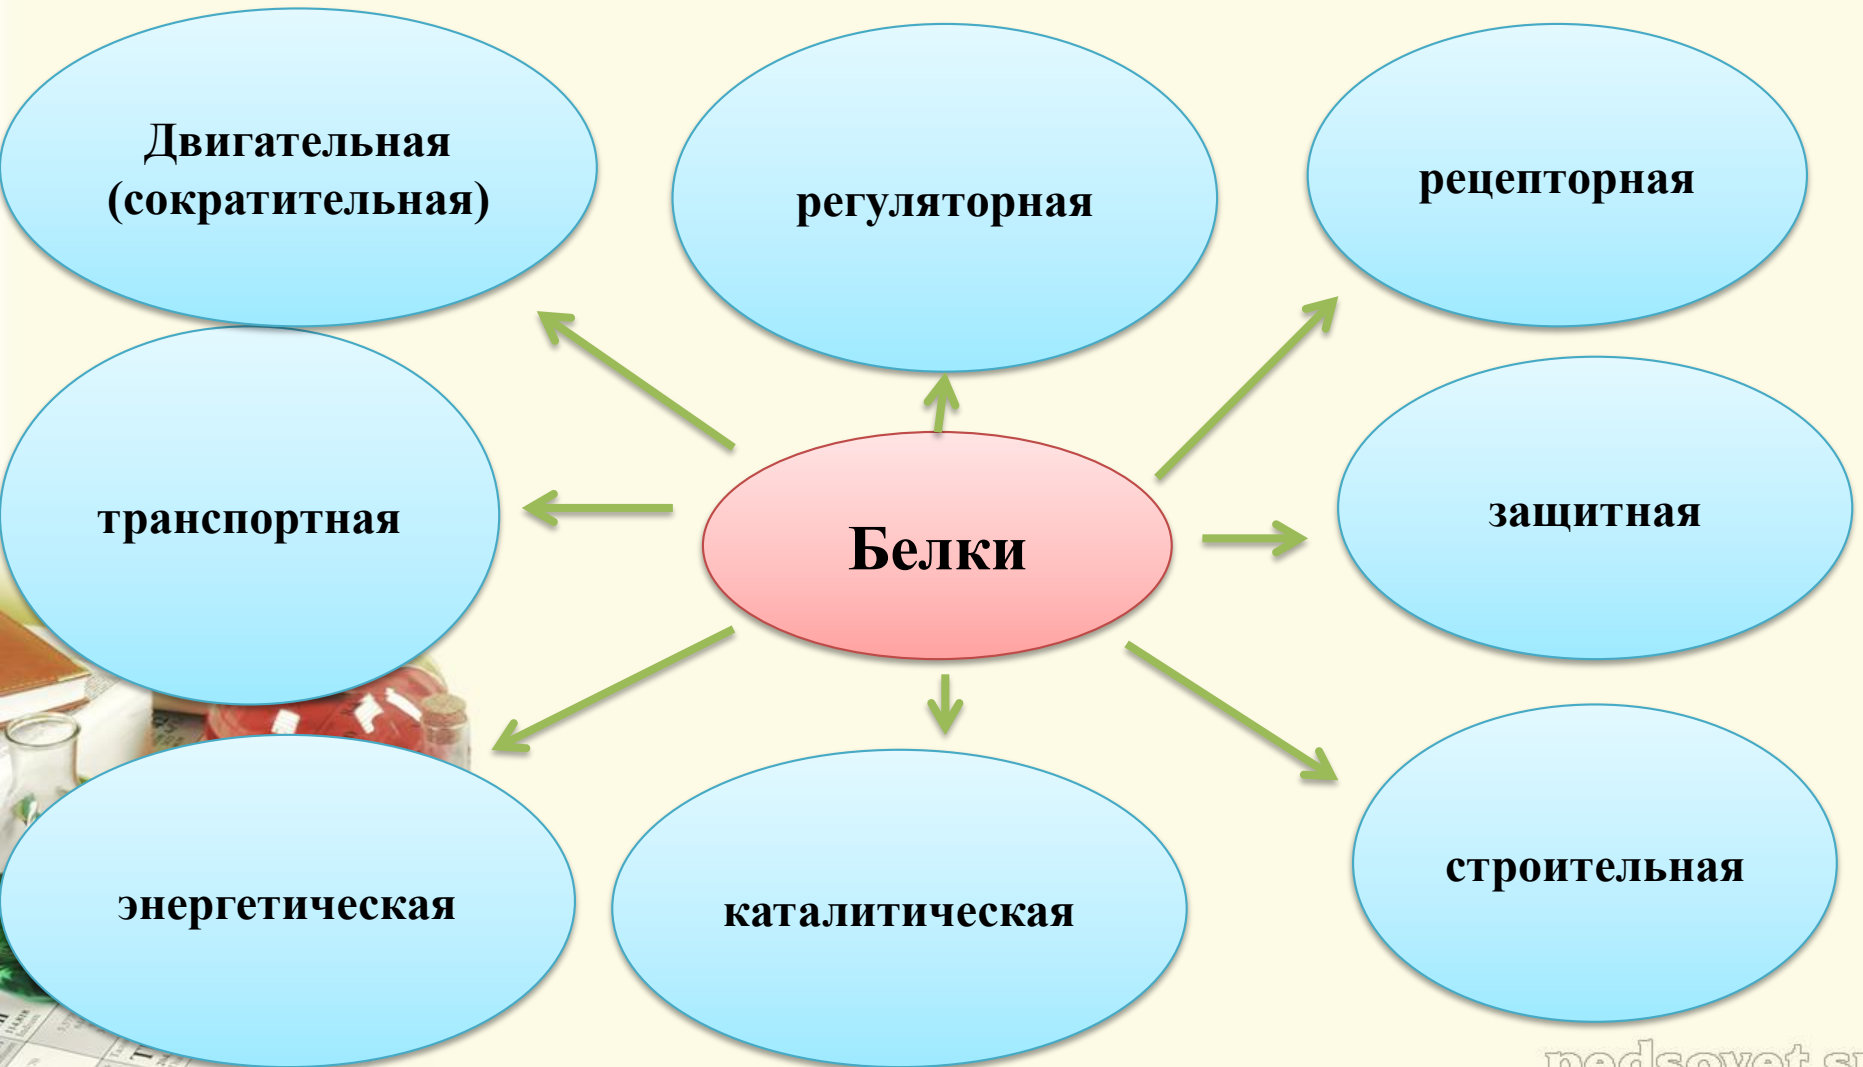 Двигательная
(сократительная)
регуляторная
рецепторная
транспортная
Белки
защитная
энергетическая
каталитическая
строительная